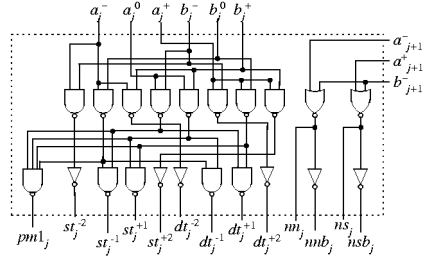 a_j^- a_j^0 a_j^+ b_j^- b_j^0 b_j^+
a_{j+1}^-
a_{j+1}^+
b_{j+1}^-
pm1_j st_j^{-2} st_j^{-1} st_j^{+1} st_j^{+2} dt_j^{-2} dt_j^{-1} dt_j^{+1} dt_j^{+2} nn_j nnb_j ns_j nsb_j